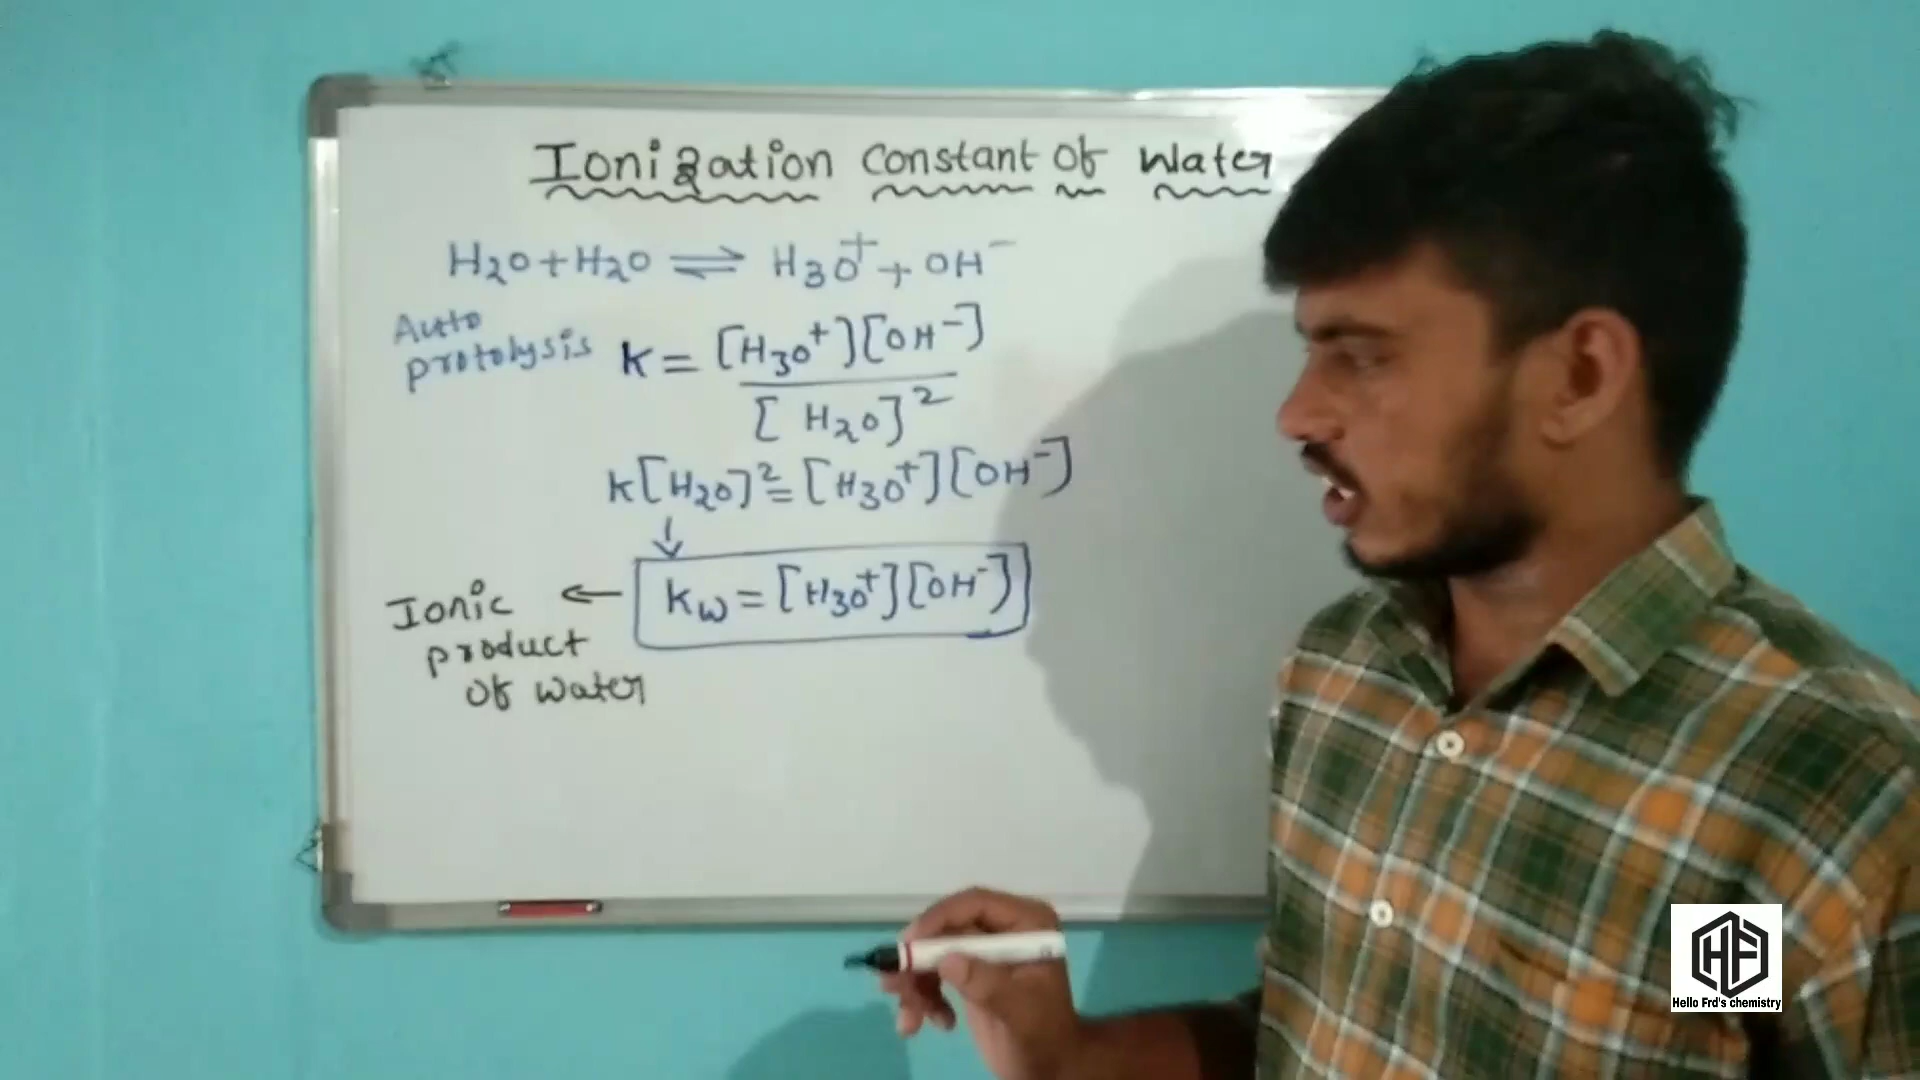 Ionization Constant Of Water
H₂O + H₂O ⇌ H₃O⁺ + OH⁻
Auto
protolysis
K = [H₃O⁺][OH⁻]
[H₂O]²
K[H₂O]² = [H₃O⁺][OH⁻]
↓
Kw = [H₃O⁺][OH⁻]
Ionic ←
product
Of water
HF
Hello Frd's chemistry